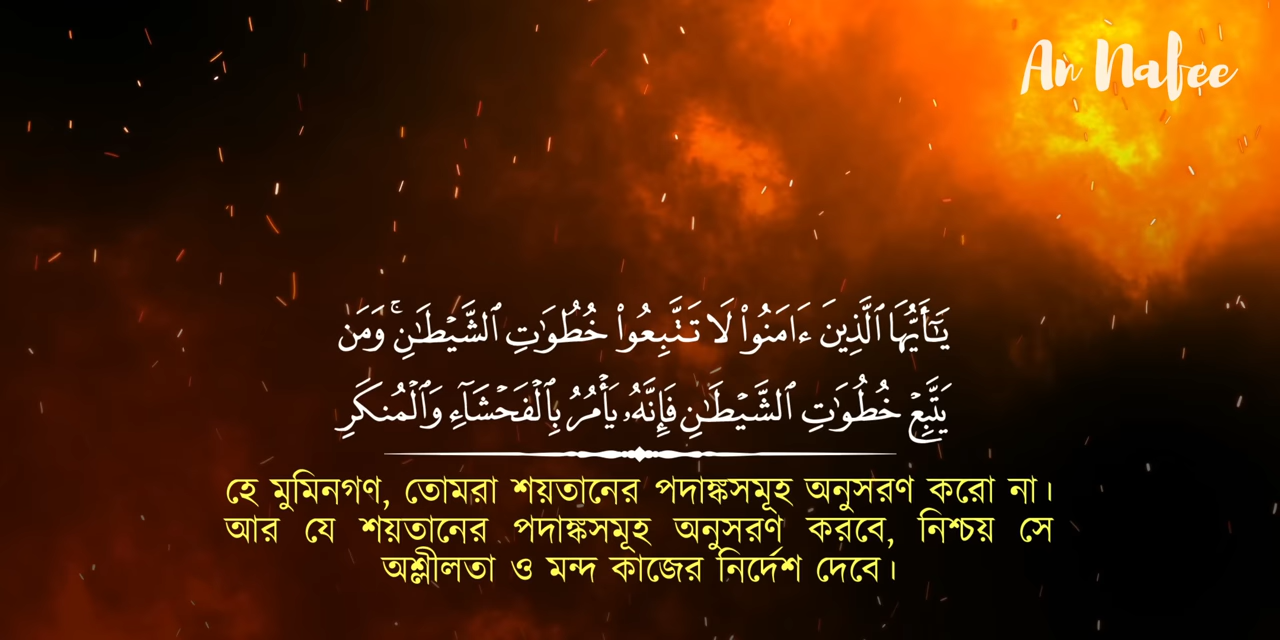 An Nafee
يَـٰٓأَيُّهَا ٱلَّذِينَ ءَامَنُوا۟ لَا تَتَّبِعُوا۟ خُطُوَٰتِ ٱلشَّيْطَـٰنِ ۚ وَمَن
يَتَّبِعْ خُطُوَٰتِ ٱلشَّيْطَـٰنِ فَإِنَّهُۥ يَأْمُرُ بِٱلْفَحْشَآءِ وَٱلْمُنكَرِ
হে মুমিনগণ, তোমরা শয়তানের পদাঙ্কসমূহ অনুসরণ করো না।
আর যে শয়তানের পদাঙ্কসমূহ অনুসরণ করবে, নিশ্চয় সে
অশ্লীলতা ও মন্দ কাজের নির্দেশ দেবে।